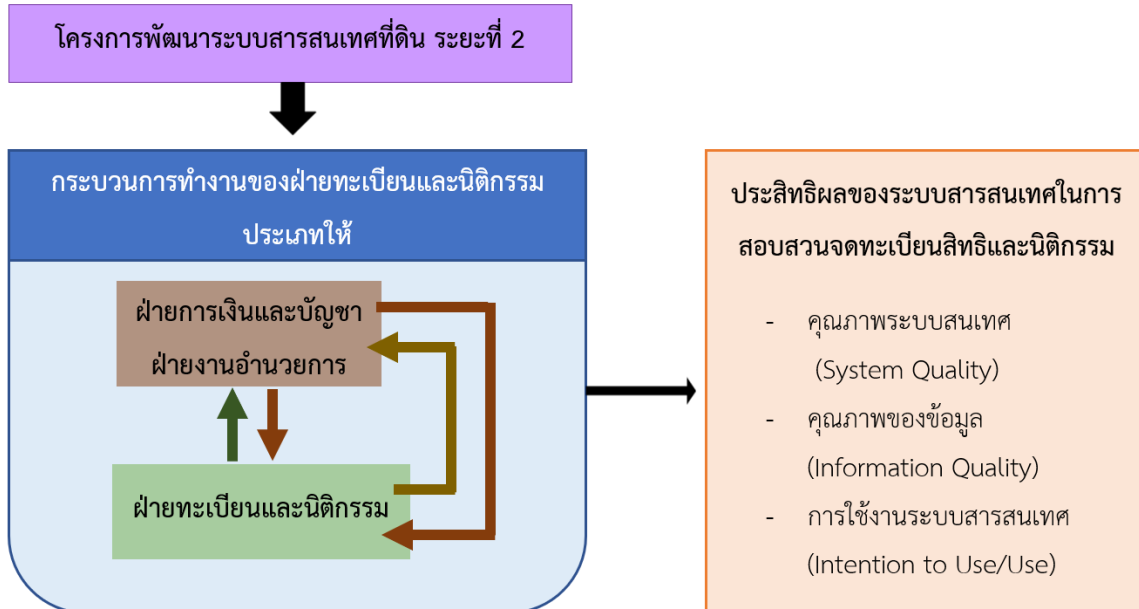 โครงการพัฒนาระบบสารสนเทศที่ดิน ระยะที่ 2
กระบวนการทำงานของฝ่ายทะเบียนและนิติกรรม
ประเภทให้
ฝ่ายการเงินและบัญชา
ฝ่ายงานอำนวยการ
ฝ่ายทะเบียนและนิติกรรม
ประสิทธิผลของระบบสารสนเทศในการ
สอบสวนจดทะเบียนสิทธิและนิติกรรม
- คุณภาพระบบสนเทศ
(System Quality)
- คุณภาพของข้อมูล
(Information Quality)
- การใช้งานระบบสารสนเทศ
(Intention to Use/Use)